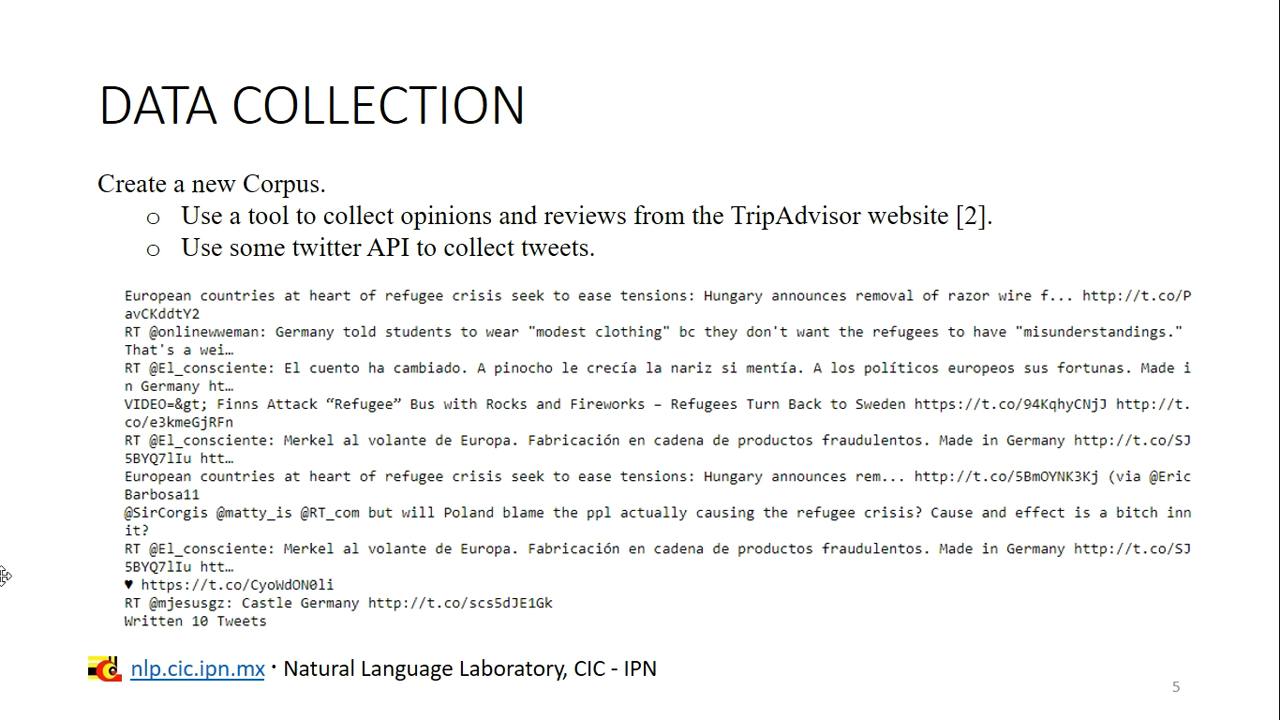 DATA COLLECTION
Create a new Corpus.
o Use a tool to collect opinions and reviews from the TripAdvisor website [2].
o Use some twitter API to collect tweets.
European countries at heart of refugee crisis seek to ease tensions: Hungary announces removal of razor wire f... http://t.co/P
avCKddtY2
RT @onlinewweman: Germany told students to wear "modest clothing" bc they don't want the refugees to have "misunderstandings."
That's a wei…
RT @El_consciente: El cuento ha cambiado. A pinocho le crecía la nariz si mentía. A los políticos europeos sus fortunas. Made i
n Germany ht…
VIDEO=&gt; Finns Attack “Refugee” Bus with Rocks and Fireworks – Refugees Turn Back to Sweden https://t.co/94KqhyCNjJ http://t.
co/e3kmeGjRFn
RT @El_consciente: Merkel al volante de Europa. Fabricación en cadena de productos fraudulentos. Made in Germany http://t.co/SJ
5BYQ7lIu htt…
European countries at heart of refugee crisis seek to ease tensions: Hungary announces rem... http://t.co/5BmOYNK3Kj (via @Eric
Barbosa11
@SirCorgis @matty_is @RT_com but will Poland blame the ppl actually causing the refugee crisis? Cause and effect is a bitch inn
it?
RT @El_consciente: Merkel al volante de Europa. Fabricación en cadena de productos fraudulentos. Made in Germany http://t.co/SJ
5BYQ7lIu htt…
♥ https://t.co/CyoWdON0li
RT @mjesusgz: Castle Germany http://t.co/scs5dJE1Gk
Written 10 Tweets
nlp.cic.ipn.mx · Natural Language Laboratory, CIC - IPN
5